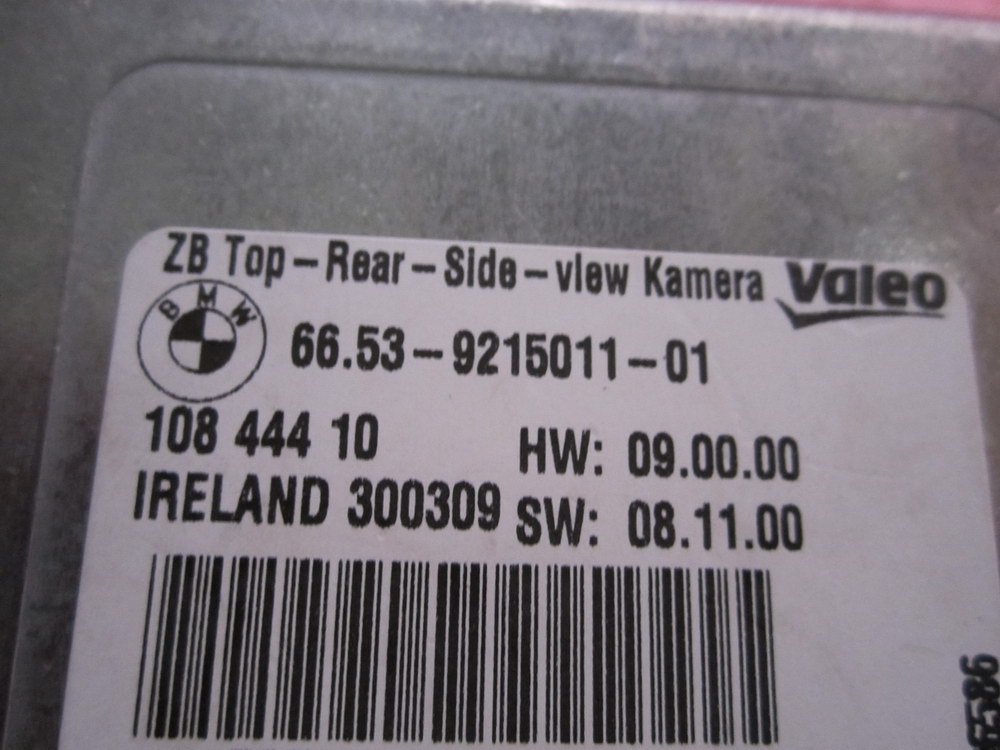 ZB Top-Rear-Side-view Kamera Valeo
BMW
66.53-9215011-01
108 444 10
HW: 09.00.00
IRELAND 300309
SW: 08.11.00